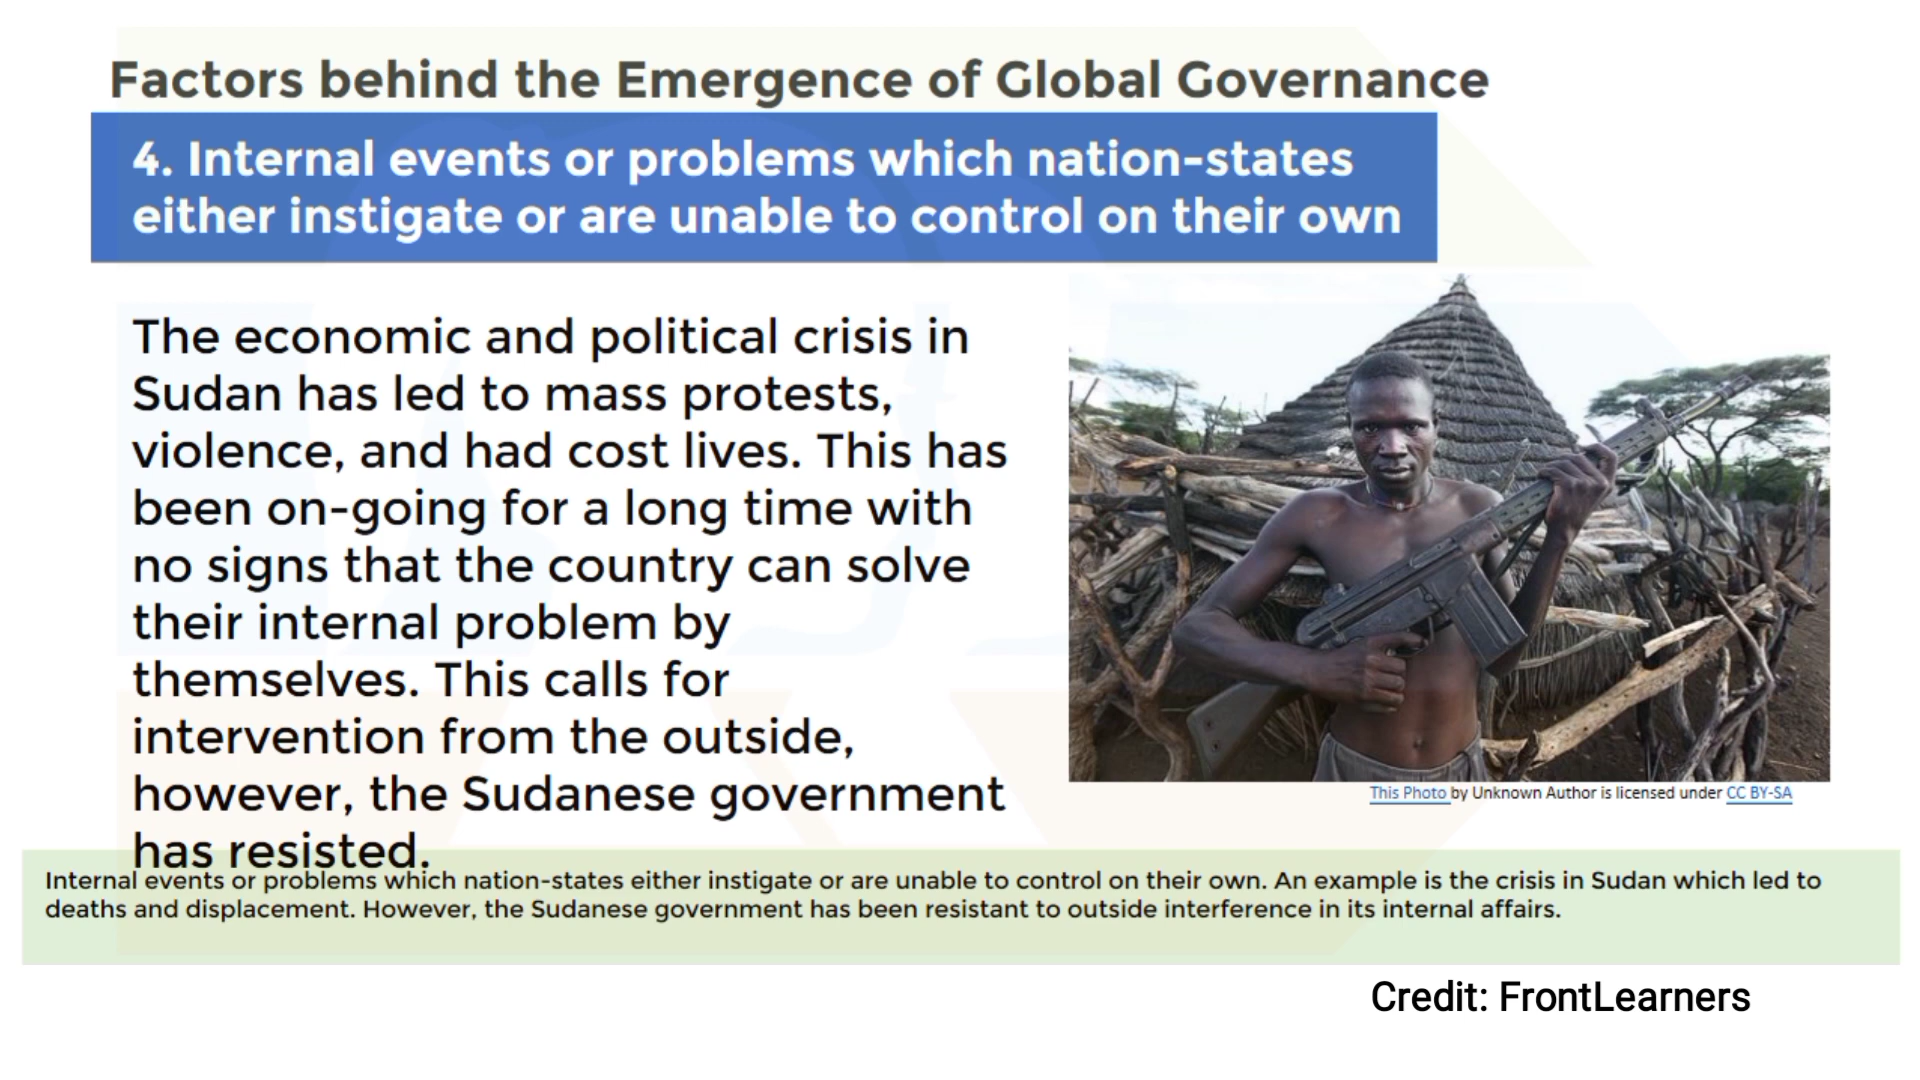 Factors behind the Emergence of Global Governance
4. Internal events or problems which nation-states
either instigate or are unable to control on their own
The economic and political crisis in
Sudan has led to mass protests,
violence, and had cost lives. This has
been on-going for a long time with
no signs that the country can solve
their internal problem by
themselves. This calls for
intervention from the outside,
however, the Sudanese government
has resisted.
This Photo by Unknown Author is licensed under CC BY-SA
Internal events or problems which nation-states either instigate or are unable to control on their own. An example is the crisis in Sudan which led to
deaths and displacement. However, the Sudanese government has been resistant to outside interference in its internal affairs.
Credit: FrontLearners